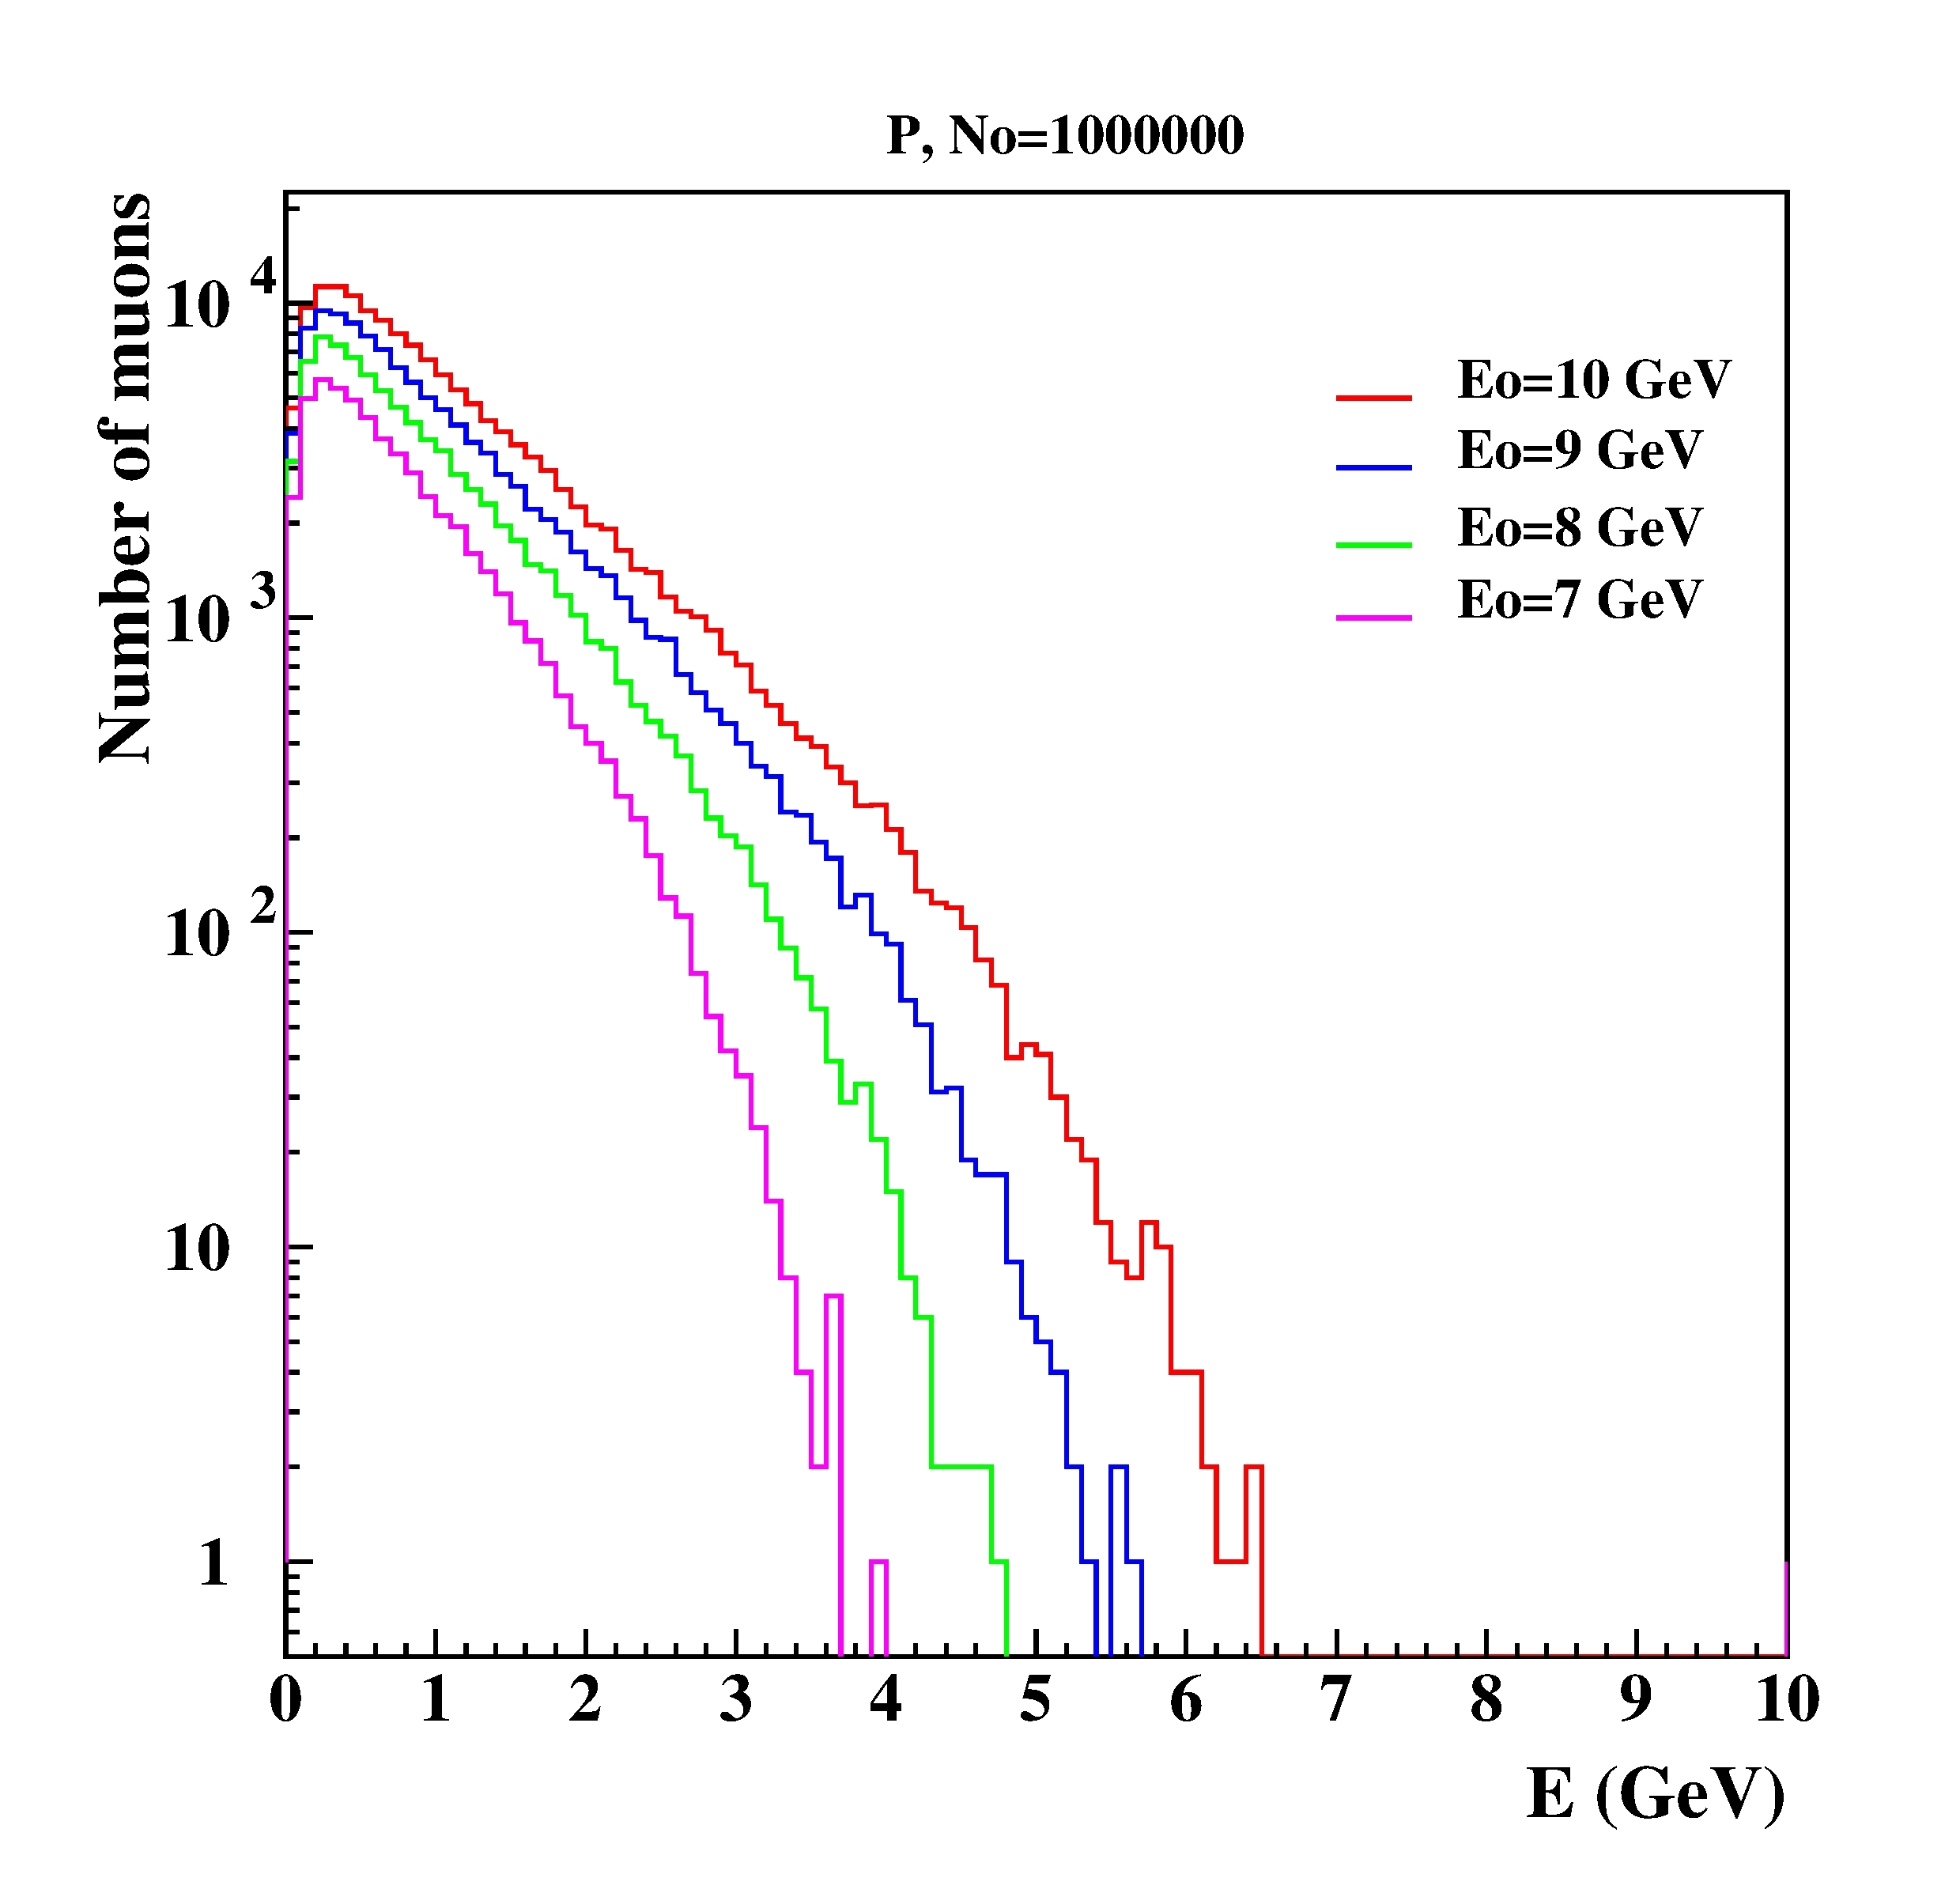 P, No=1000000
Number of muons
10 4
10 3
10 2
10
1
Eo=10 GeV
Eo=9 GeV
Eo=8 GeV
Eo=7 GeV
0 1 2 3 4 5 6 7 8 9 10
E (GeV)